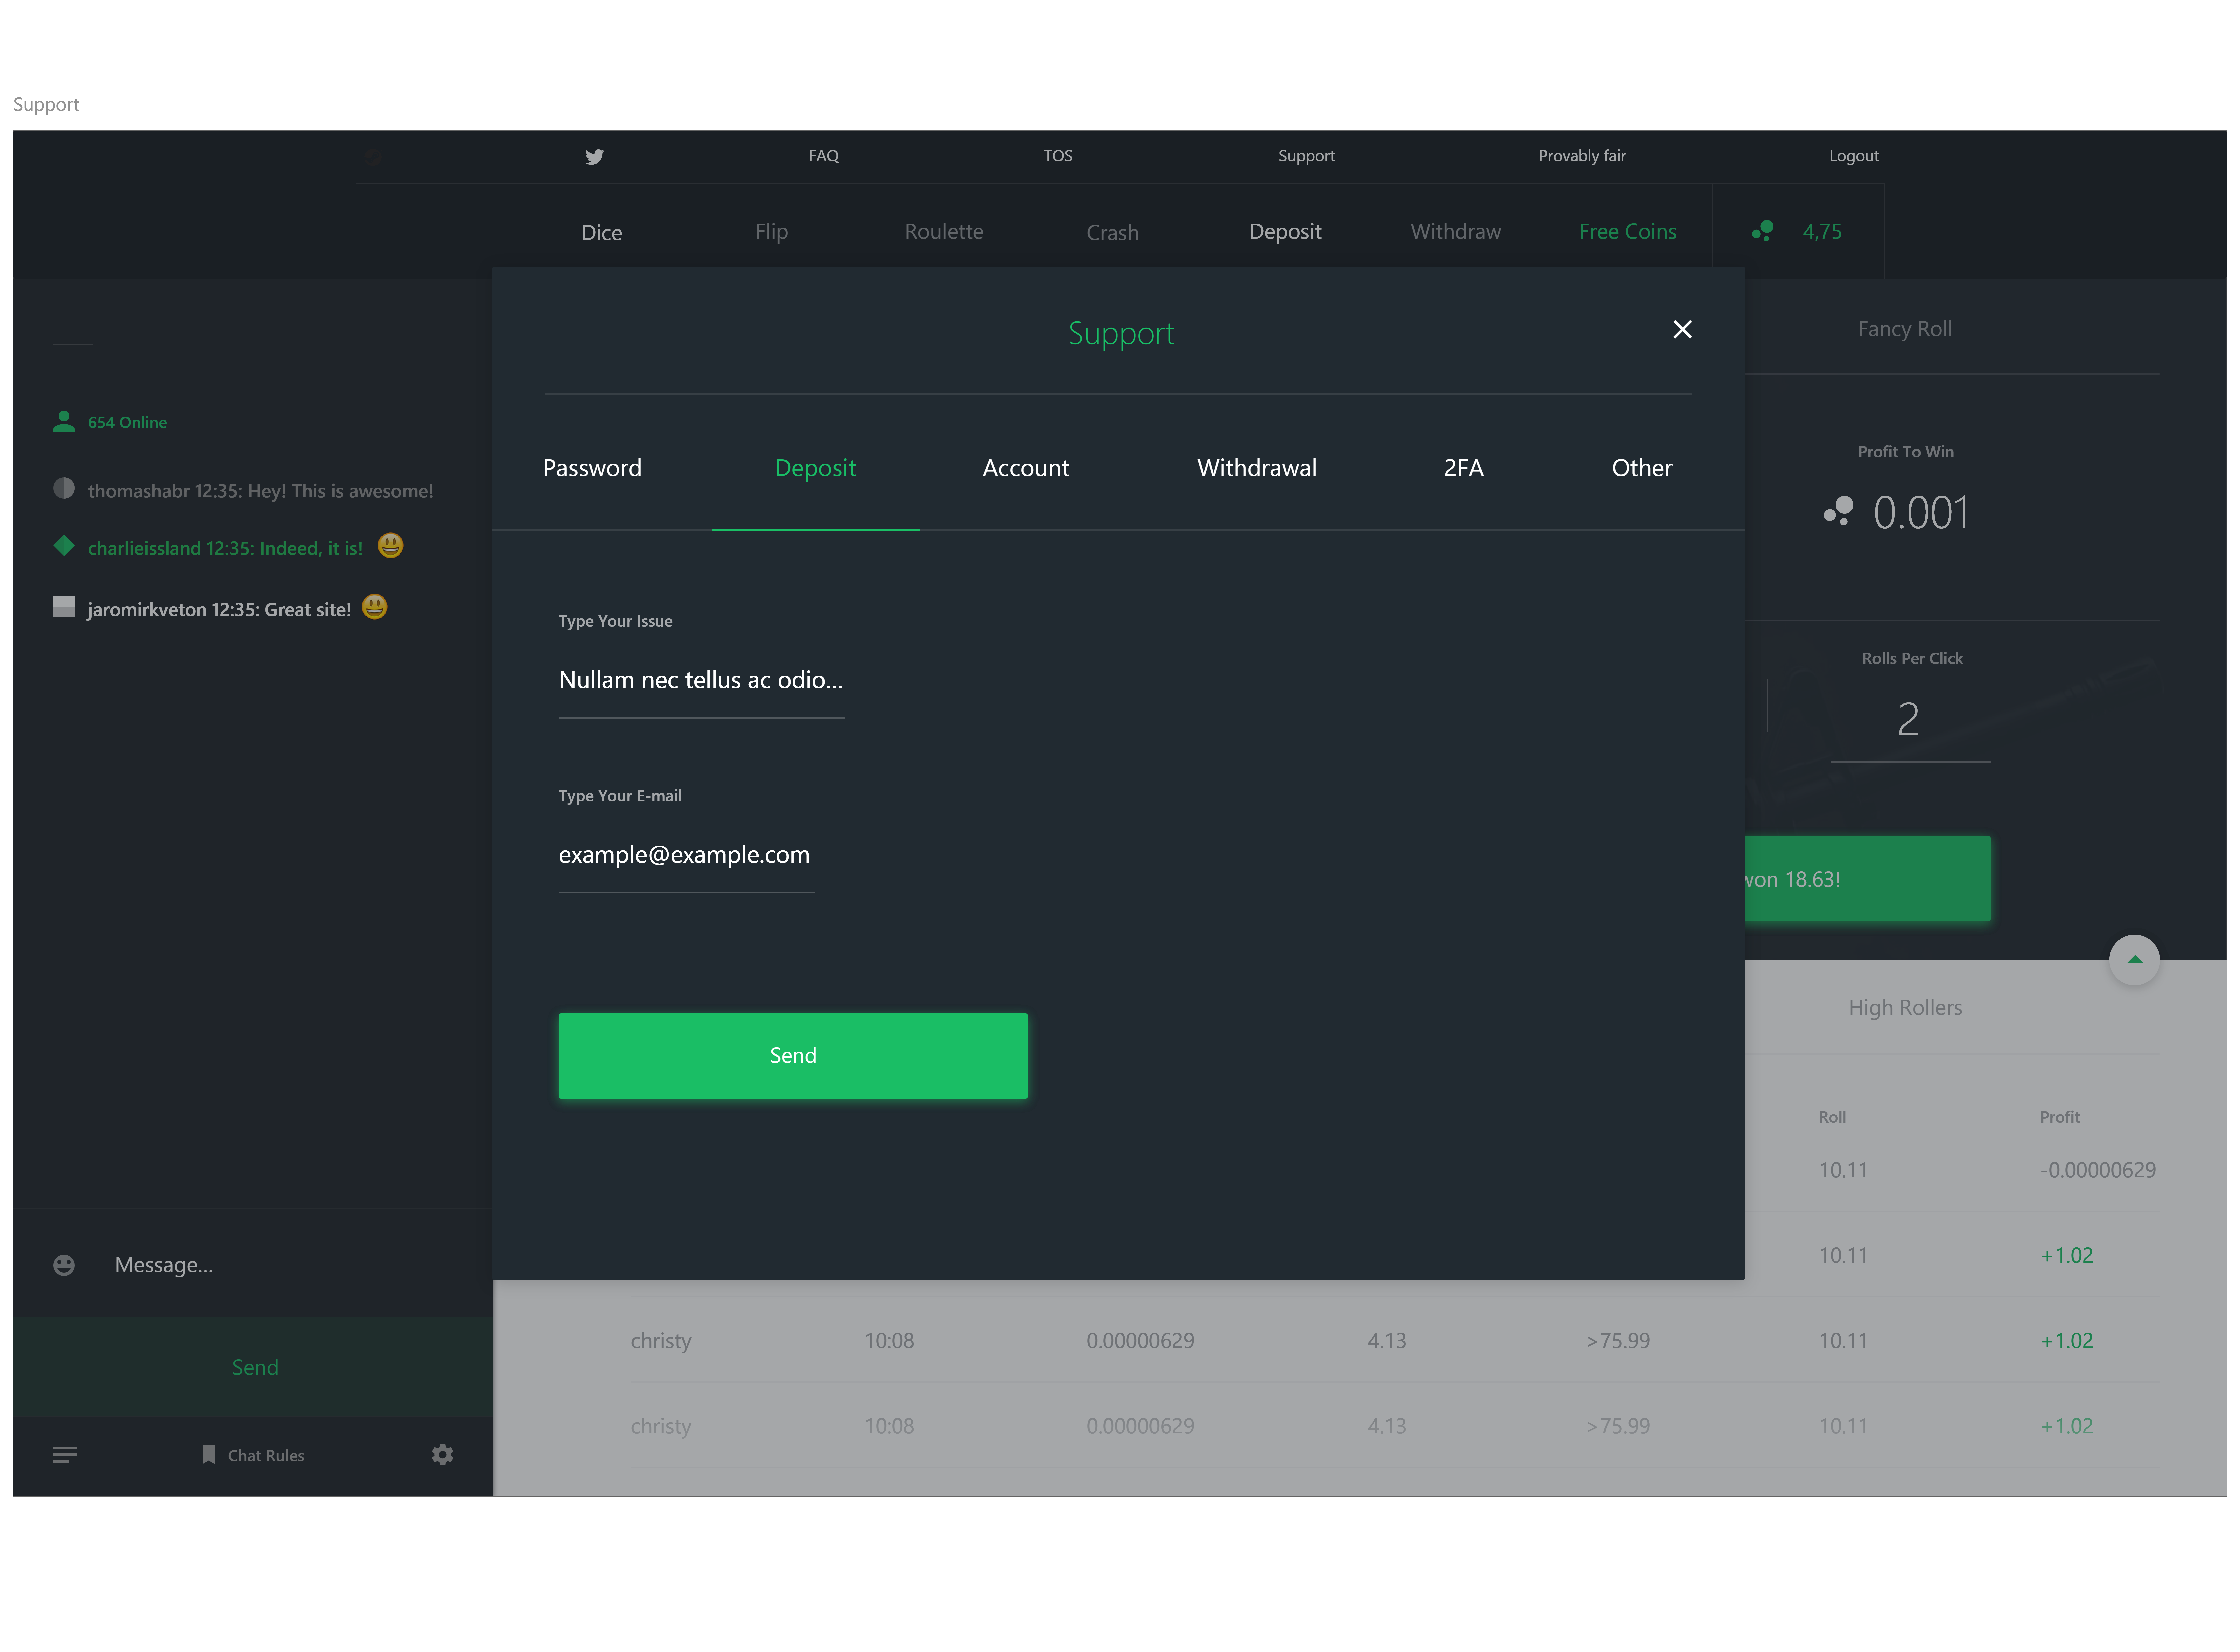 Support
FAQ TOS Support Provably fair Logout
Dice Flip Roulette Crash Deposit Withdraw Free Coins 4,75
654 Online
thomashabr 12:35: Hey! This is awesome!
charlieissland 12:35: Indeed, it is! 😃
jaromirkveton 12:35: Great site! 😃
Message...
Send
Chat Rules
Support
Password Deposit Account Withdrawal 2FA Other
Type Your Issue
Nullam nec tellus ac odio...
Type Your E-mail
example@example.com
Send
Fancy Roll
Profit To Win
0.001
Rolls Per Click
2
won 18.63!
High Rollers
Roll Profit
10.11 -0.00000629
10.11 +1.02
christy 10:08 0.00000629 4.13 >75.99 10.11 +1.02
christy 10:08 0.00000629 4.13 >75.99 10.11 +1.02